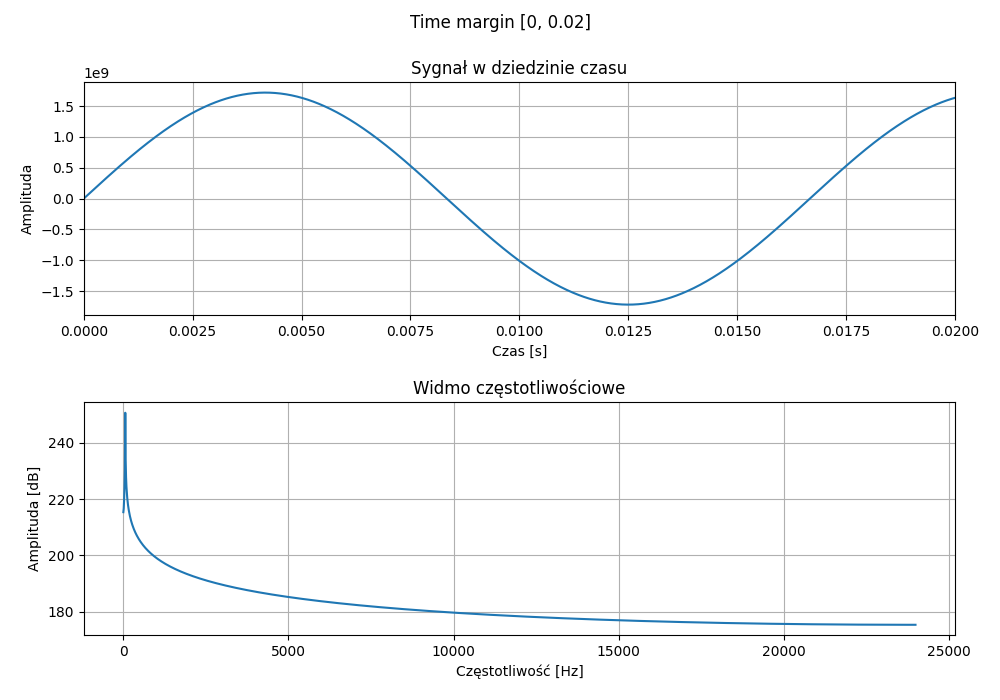 Time margin [0, 0.02]
Sygnał w dziedzinie czasu
1e9
1.5
1.0
0.5
0.0
−0.5
−1.0
−1.5
Amplituda
0.0000 0.0025 0.0050 0.0075 0.0100 0.0125 0.0150 0.0175 0.0200
Czas [s]
Widmo częstotliwościowe
240
220
200
180
Amplituda [dB]
0 5000 10000 15000 20000 25000
Częstotliwość [Hz]